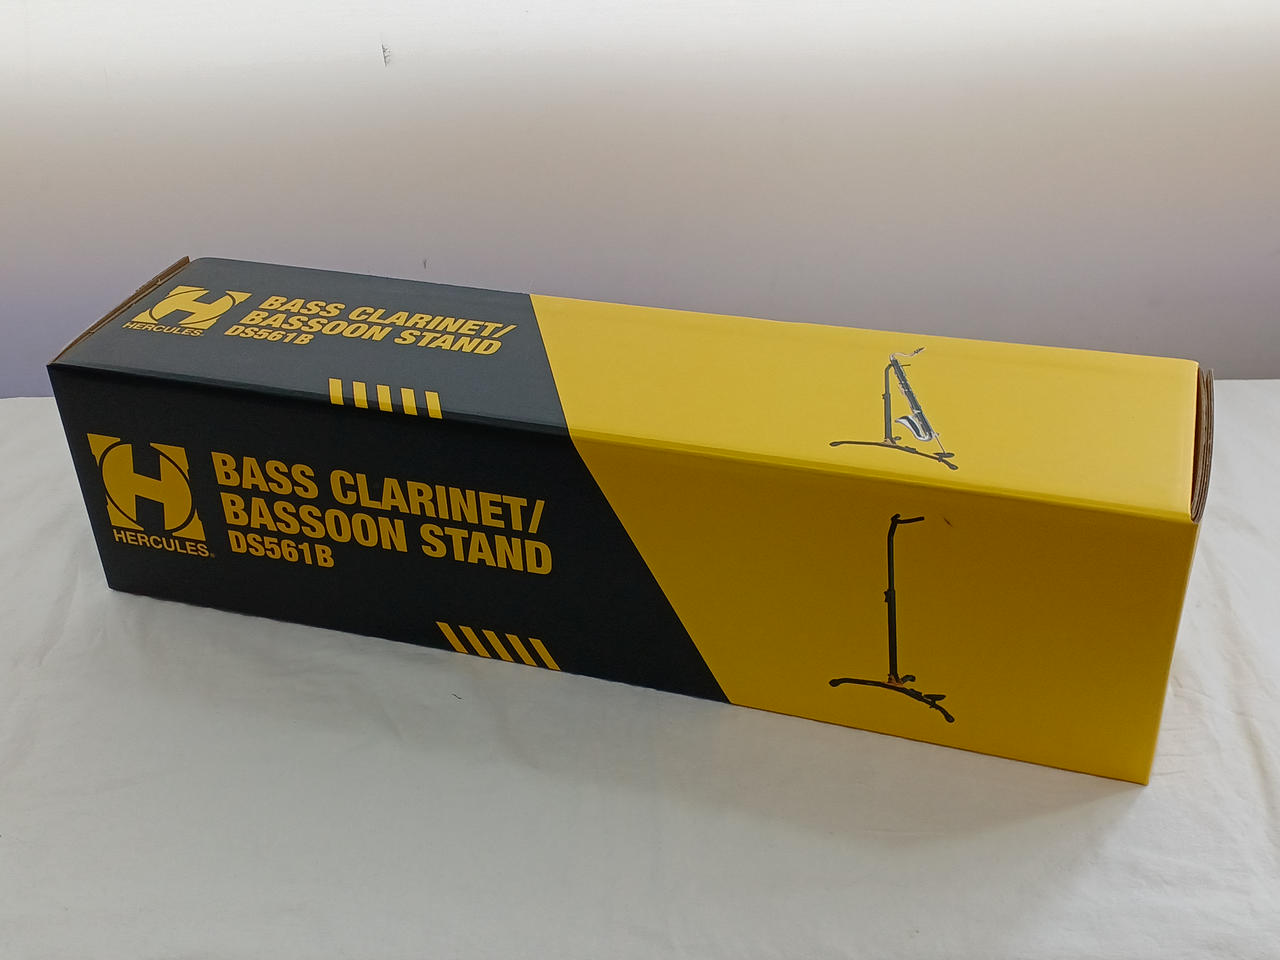 H
HERCULES
BASS CLARINET/
BASSOON STAND
DS561B
H
HERCULES®
BASS CLARINET/
BASSOON STAND
DS561B